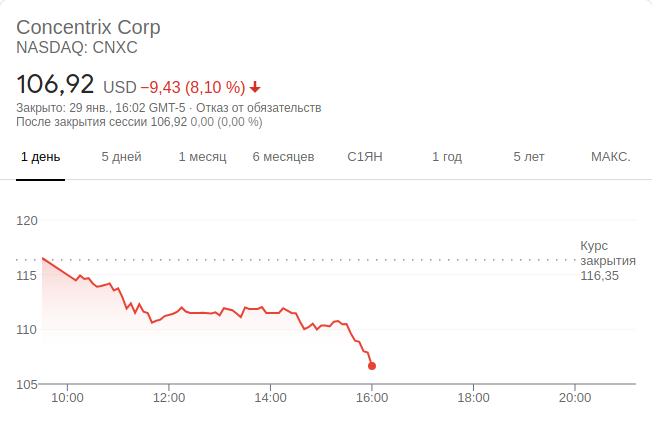 Concentrix Corp
NASDAQ: CNXC
106,92 USD −9,43 (8,10 %)
Закрыто: 29 янв., 16:02 GMT-5 · Отказ от обязательств
После закрытия сессии 106,92 0,00 (0,00 %)
1 день 5 дней 1 месяц 6 месяцев С1ЯН 1 год 5 лет МАКС.
120
Курс
закрытия
116,35
115
110
105
10:00 12:00 14:00 16:00 18:00 20:00